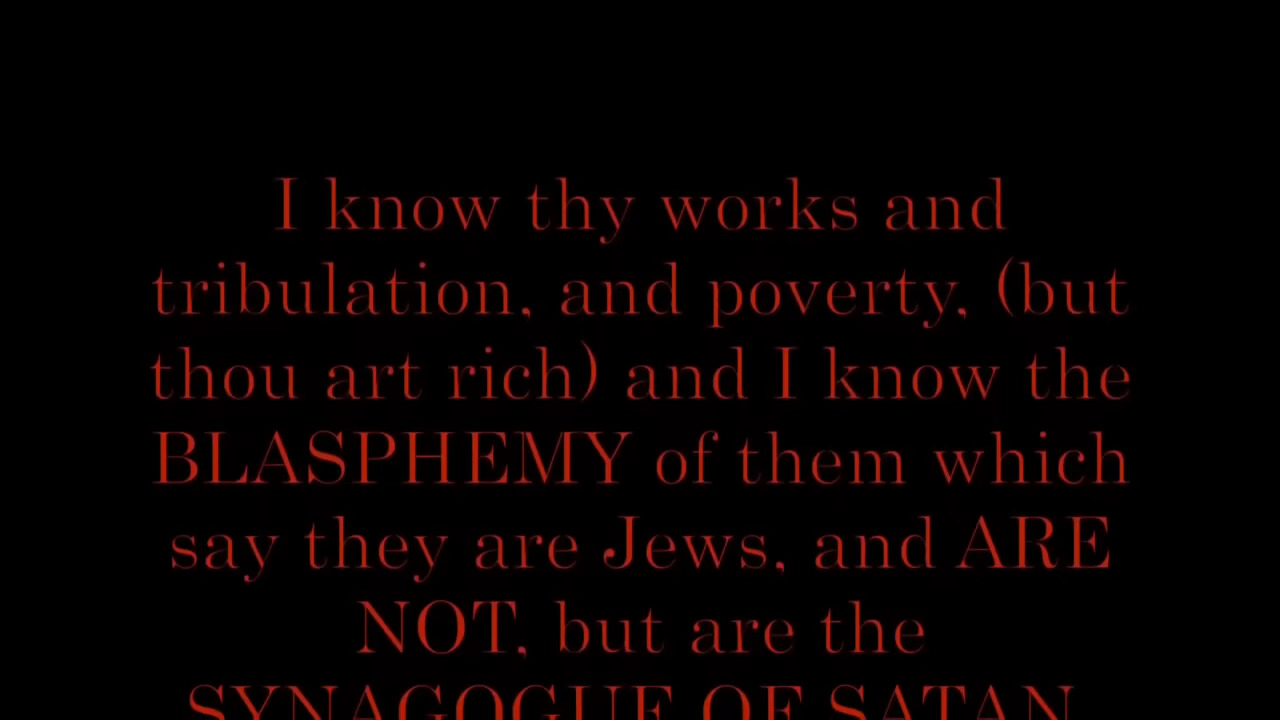 I know thy works and
tribulation, and poverty, (but
thou art rich) and I know the
BLASPHEMY of them which
say they are Jews, and ARE
NOT, but are the
SYNAGOGUE OF SATAN